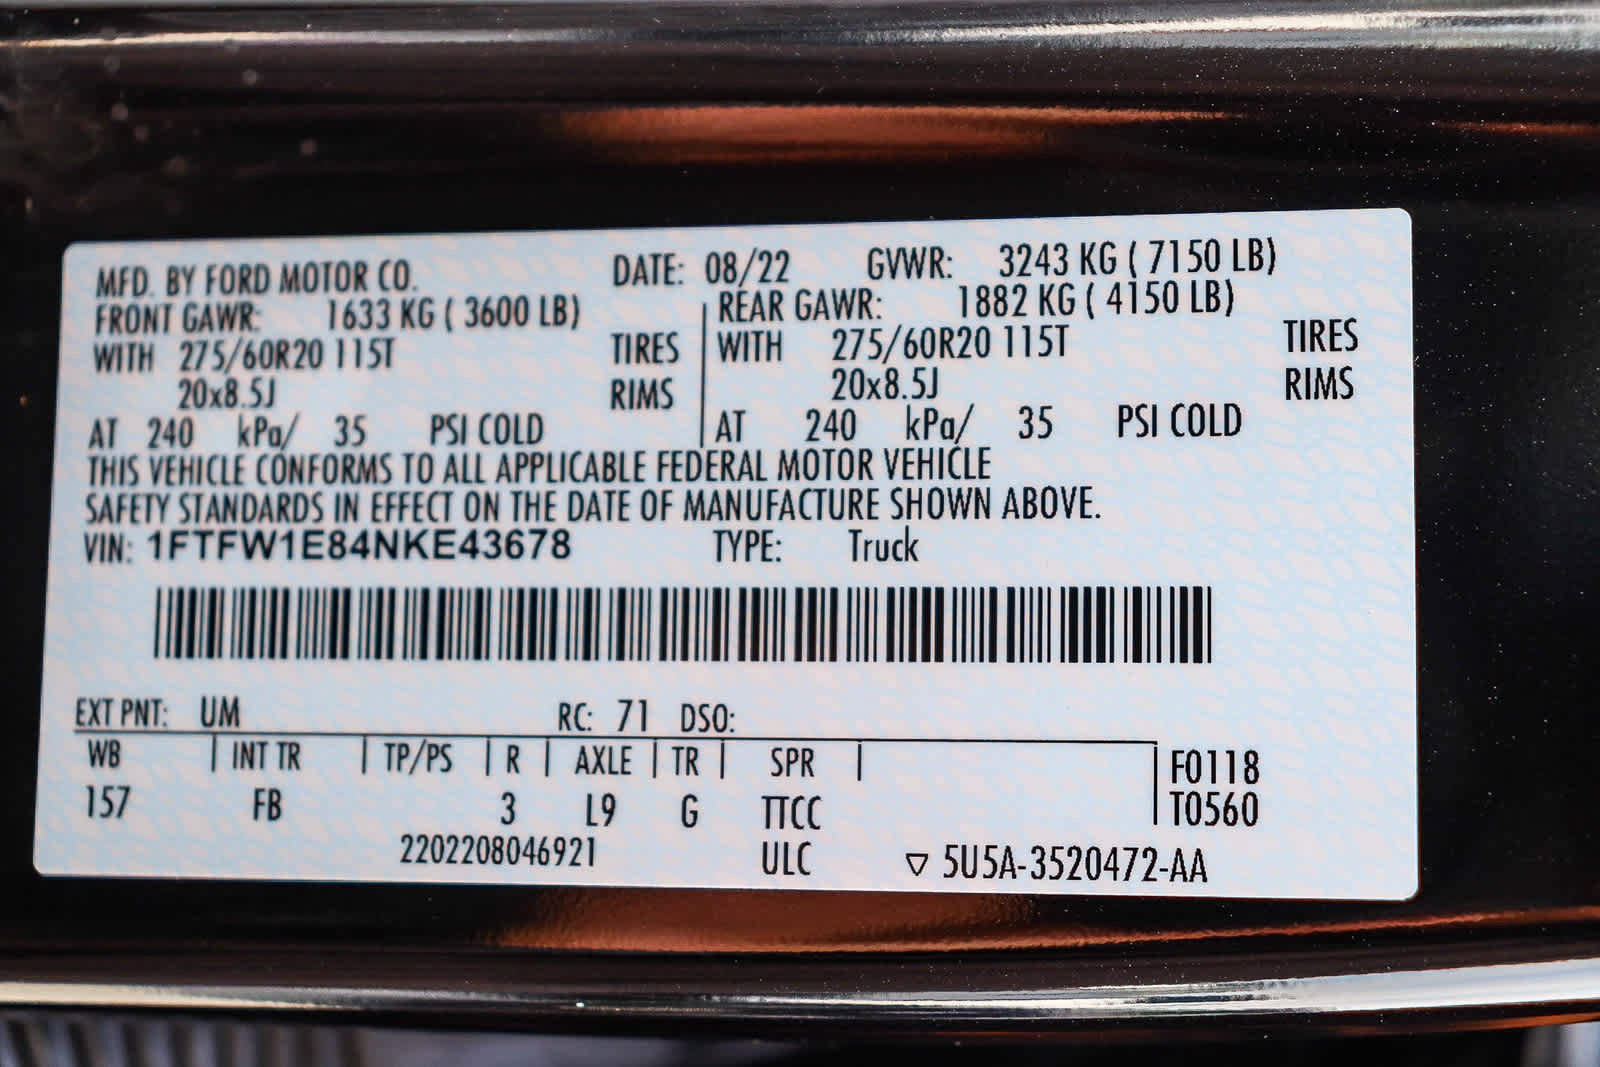 MFD. BY FORD MOTOR CO. DATE: 08/22 GVWR: 3243 KG ( 7150 LB)
FRONT GAWR: 1633 KG ( 3600 LB) REAR GAWR: 1882 KG ( 4150 LB)
WITH 275/60R20 115T TIRES WITH 275/60R20 115T TIRES
20x8.5J RIMS 20x8.5J RIMS
AT 240 kPa/ 35 PSI COLD AT 240 kPa/ 35 PSI COLD
THIS VEHICLE CONFORMS TO ALL APPLICABLE FEDERAL MOTOR VEHICLE
SAFETY STANDARDS IN EFFECT ON THE DATE OF MANUFACTURE SHOWN ABOVE.
VIN: 1FTFW1E84NKE43678 TYPE: Truck
EXT PNT: UM RC: 71 DSO:
WB | INT TR | TP/PS | R | AXLE | TR | SPR | F0118
157 FB 3 L9 G TTCC T0560
2202208046921 ULC ▽ 5U5A-3520472-AA